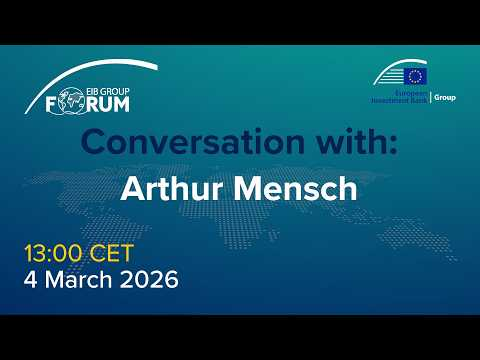 EIB GROUP
FORUM
European
Investment Bank | Group
Conversation with:
Arthur Mensch
13:00 CET
4 March 2026